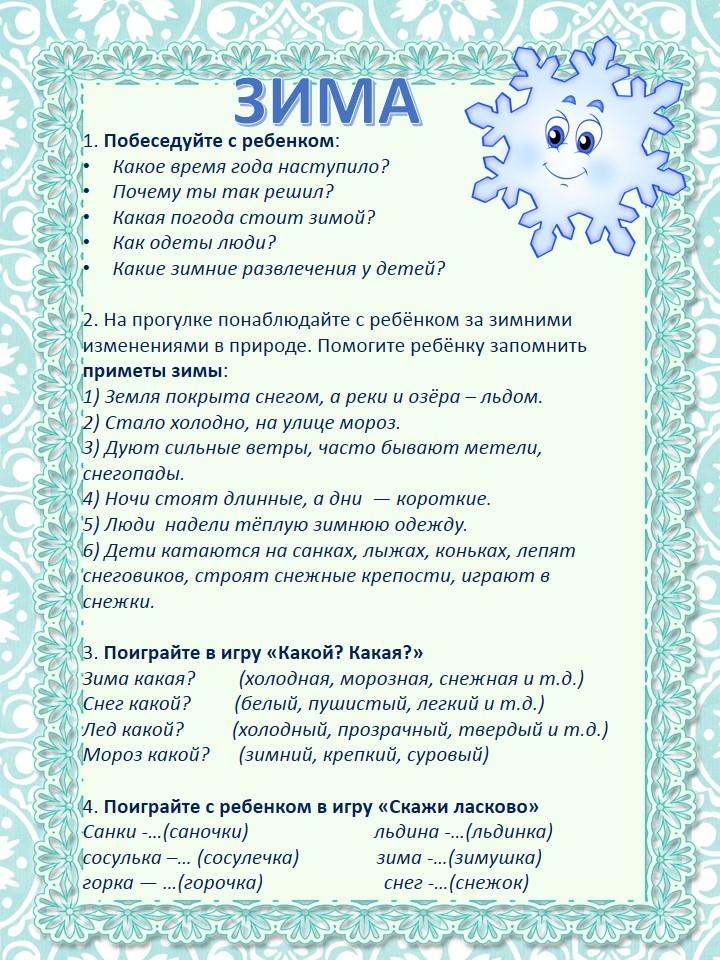 ЗИМА
1. Побеседуйте с ребенком:
• Какое время года наступило?
• Почему ты так решил?
• Какая погода стоит зимой?
• Как одеты люди?
• Какие зимние развлечения у детей?
2. На прогулке понаблюдайте с ребёнком за зимними
изменениями в природе. Помогите ребёнку запомнить
приметы зимы:
1) Земля покрыта снегом, а реки и озёра – льдом.
2) Стало холодно, на улице мороз.
3) Дуют сильные ветры, часто бывают метели,
снегопады.
4) Ночи стоят длинные, а дни — короткие.
5) Люди надели тёплую зимнюю одежду.
6) Дети катаются на санках, лыжах, коньках, лепят
снеговиков, строят снежные крепости, играют в
снежки.
3. Поиграйте в игру «Какой? Какая?»
Зима какая? (холодная, морозная, снежная и т.д.)
Снег какой? (белый, пушистый, легкий и т.д.)
Лед какой? (холодный, прозрачный, твердый и т.д.)
Мороз какой? (зимний, крепкий, суровый)
4. Поиграйте с ребенком в игру «Скажи ласково»
Санки -…(саночки) льдина -…(льдинка)
сосулька –… (сосулечка) зима -…(зимушка)
горка — …(горочка) снег -…(снежок)